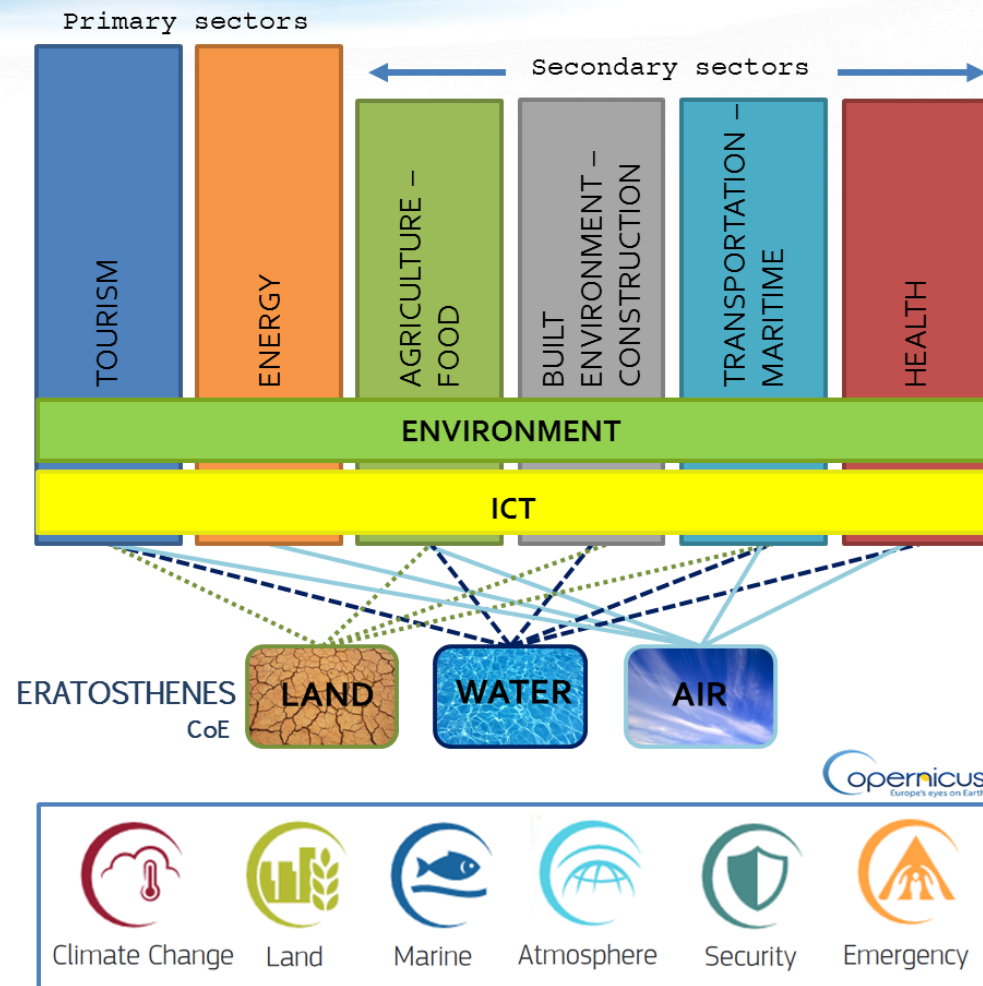 Primary sectors
Secondary sectors
TOURISM
ENERGY
AGRICULTURE –
FOOD
BUILT
ENVIRONMENT –
CONSTRUCTION
TRANSPORTATION –
MARITIME
HEALTH
ENVIRONMENT
ICT
ERATOSTHENES
CoE
LAND
WATER
AIR
opernicus
Europe's eyes on Earth
Climate Change
Land
Marine
Atmosphere
Security
Emergency